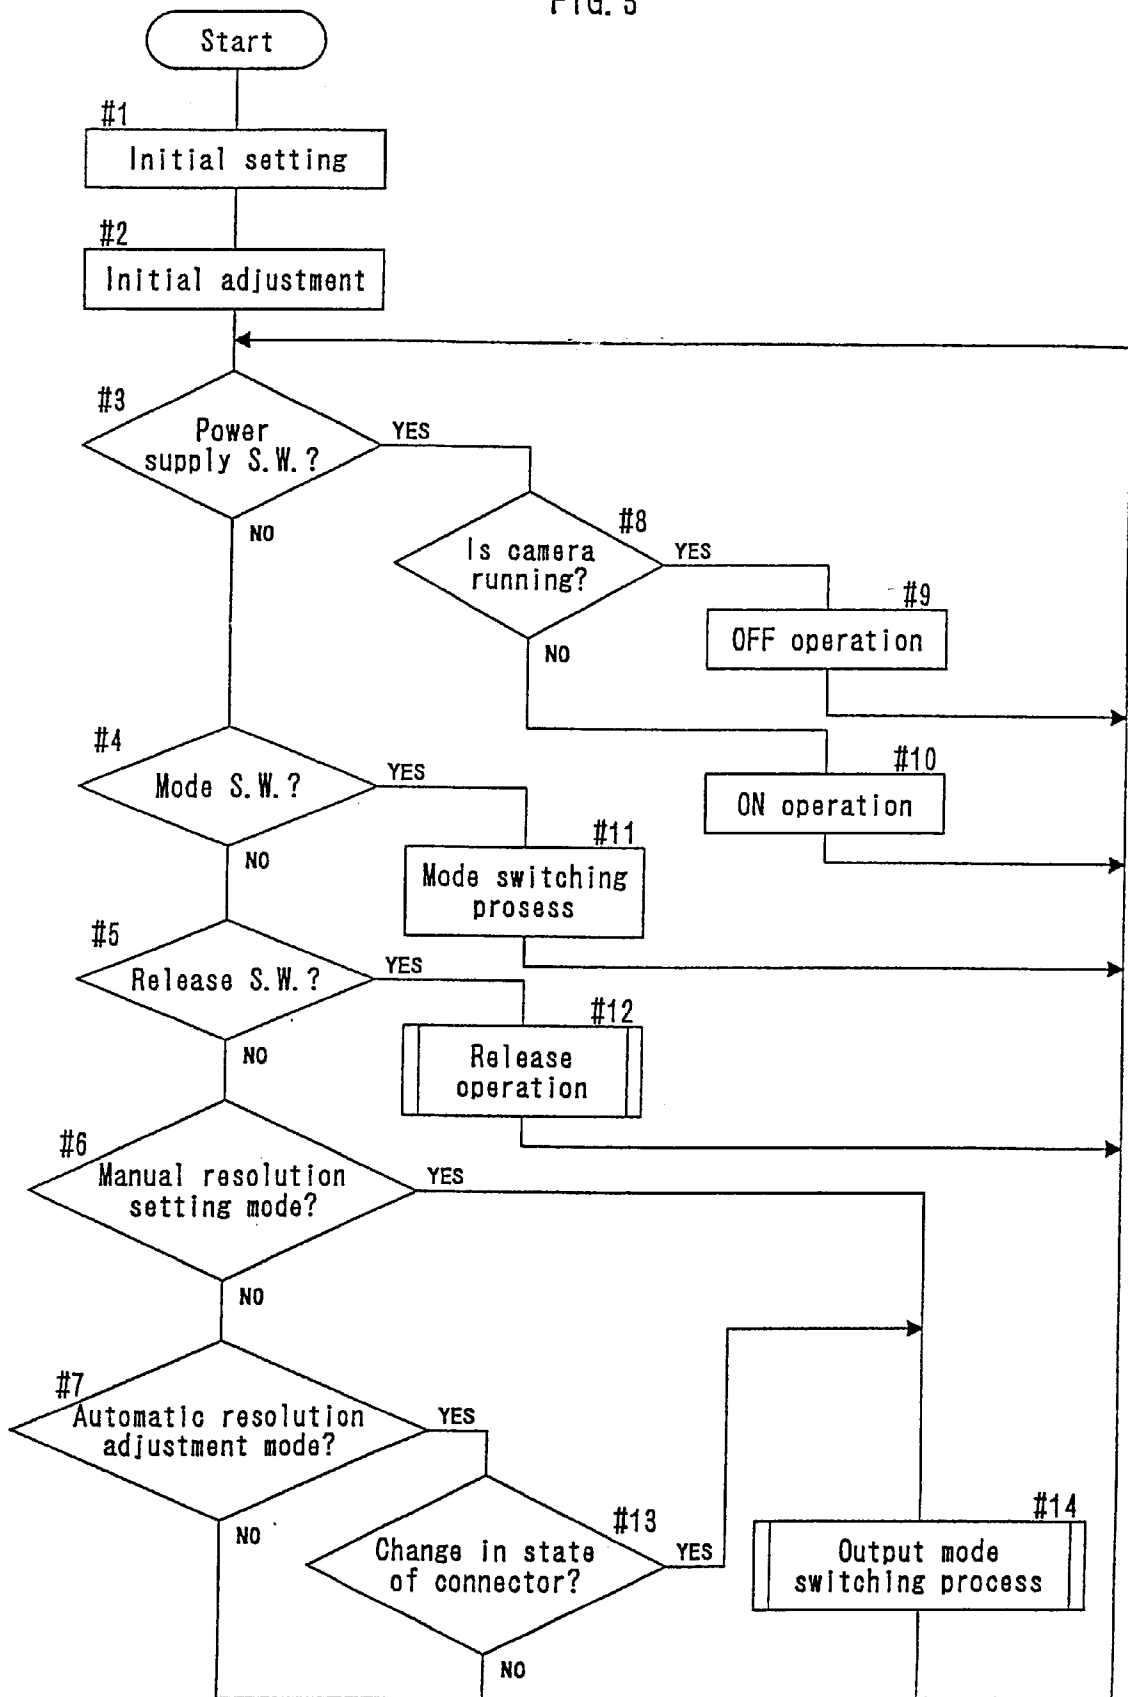 FIG. 5
Start
#1
Initial setting
#2
Initial adjustment
#3
Power
supply S.W.?
YES
NO
#8
Is camera
running?
YES
NO
#9
OFF operation
#10
ON operation
#4
Mode S.W.?
YES
NO
#11
Mode switching
prosess
#5
Release S.W.?
YES
NO
#12
Release
operation
#6
Manual resolution
setting mode?
YES
NO
#7
Automatic resolution
adjustment mode?
YES
NO
#13
Change in state
of connector?
YES
NO
#14
Output mode
switching process